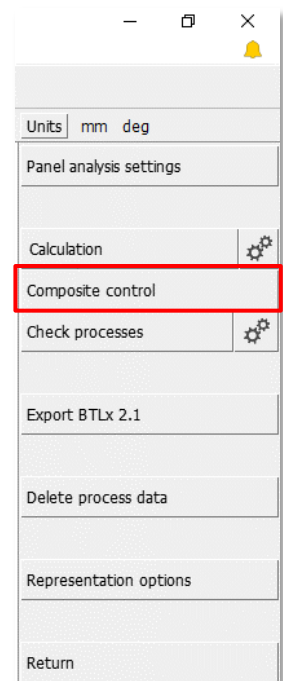 Units mm deg
Panel analysis settings
Calculation
Composite control
Check processes
Export BTLx 2.1
Delete process data
Representation options
Return